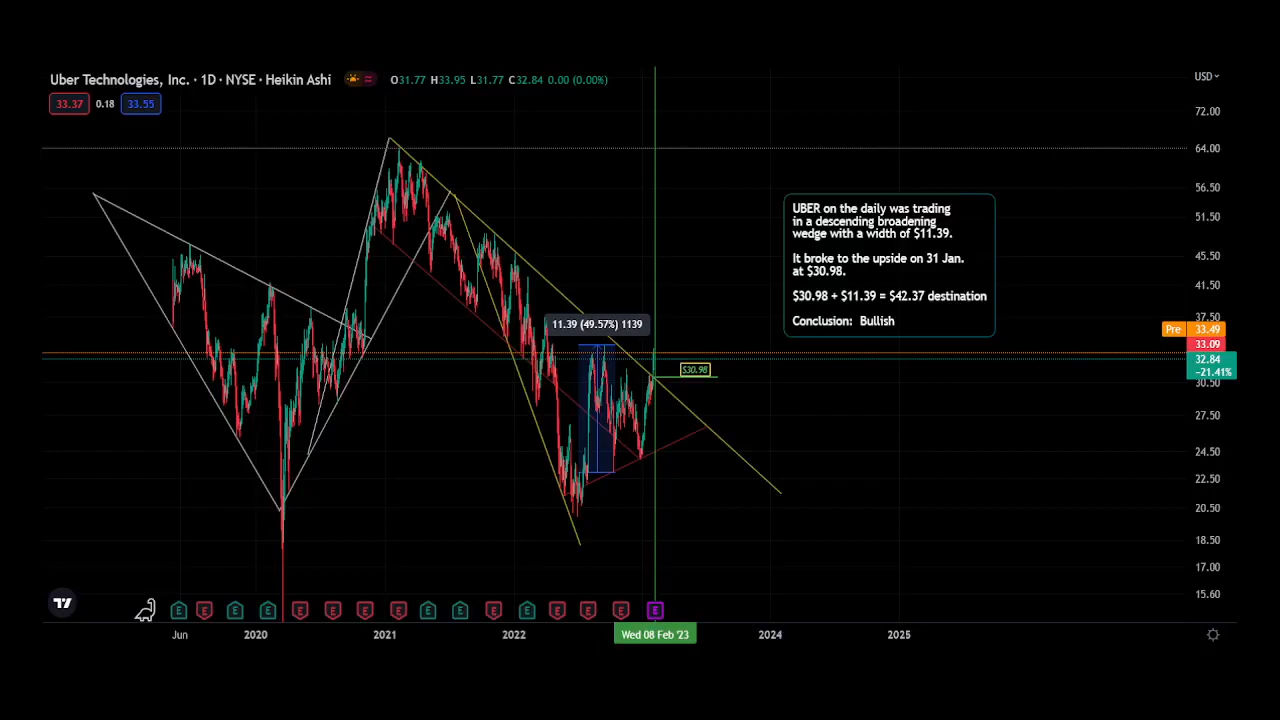 Uber Technologies, Inc. · 1D · NYSE · Heikin Ashi O31.77 H33.95 L31.77 C32.84 0.00 (0.00%)
33.37 0.18 33.55
USD
72.00
64.00
56.50
51.50
45.50
41.50
37.50
Pre 33.49
33.09
32.84
−21.41%
30.50
27.50
24.50
22.50
20.50
18.50
17.00
15.60
UBER on the daily was trading
in a descending broadening
wedge with a width of $11.39.
It broke to the upside on 31 Jan.
at $30.98.
$30.98 + $11.39 = $42.37 destination
Conclusion: Bullish
11.39 (49.57%) 1139
$30.98
E E E E E E E E E E E E E E E E
Jun 2020 2021 2022 Wed 08 Feb '23 2024 2025